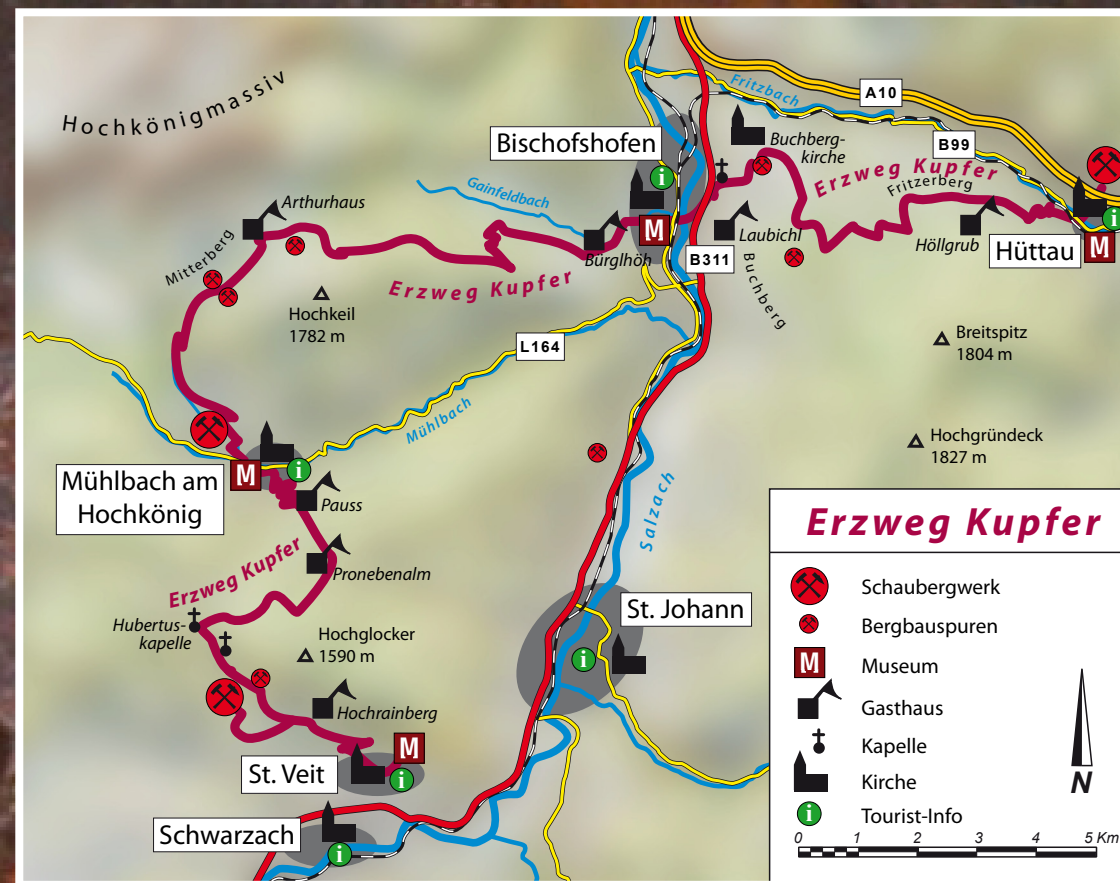 Hochkönigmassiv
A10
Fritzbach
B99
Bischofshofen
i
Buchberg-
kirche
Erzweg Kupfer
Fritzerberg
Gainfeldbach
Arthurhaus
Mitterberg
M
Laubichl
Höllgrub
i
Hüttau
M
Bürglhöh
B311
Buchberg
Erzweg Kupfer
Hochkeil
1782 m
Breitspitz
1804 m
L164
Mühlbach
Hochgründeck
1827 m
M
i
Mühlbach am
Hochkönig
Pauss
Salzach
Erzweg Kupfer
Pronebenalm
Hubertus-
kapelle
Hochglocker
1590 m
St. Johann
i
Hochrainberg
M
St. Veit
i
Schwarzach
i
Erzweg Kupfer
Schaubergwerk
Bergbauspuren
M Museum
Gasthaus
Kapelle
Kirche
i Tourist-Info
N
0 1 2 3 4 5 Km